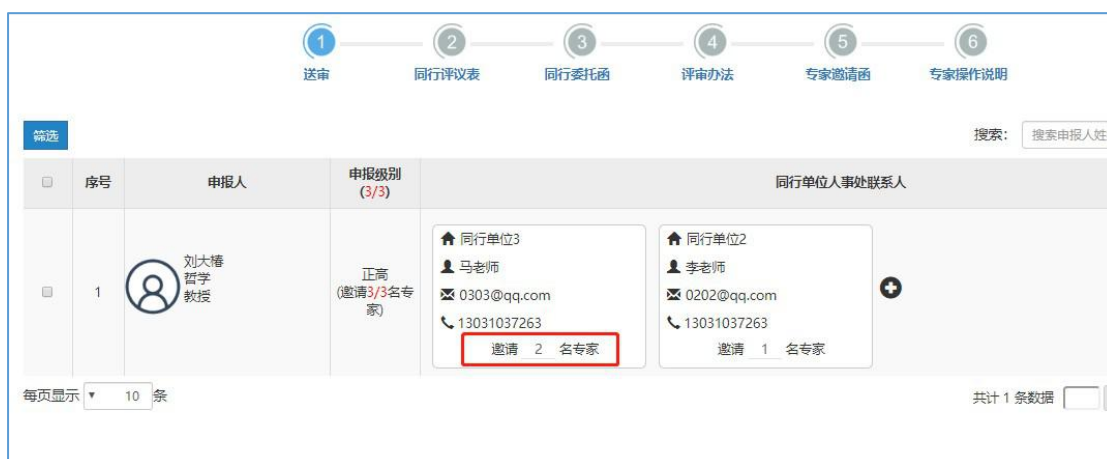 1 2 3 4 5 6
送审 同行评议表 同行委托函 评审办法 专家邀请函 专家操作说明
筛选 搜索: 搜索申报人姓
序号 申报人 申报级别 同行单位人事处联系人
(3/3)
同行单位3 同行单位2
刘大椿 马老师 李老师
哲学 正高
1 教授 (邀请3/3名专 0303@qq.com 0202@qq.com
家)
13031037263 13031037263
邀请 2 名专家 邀请 1 名专家
每页显示 10 条 共计 1 条数据